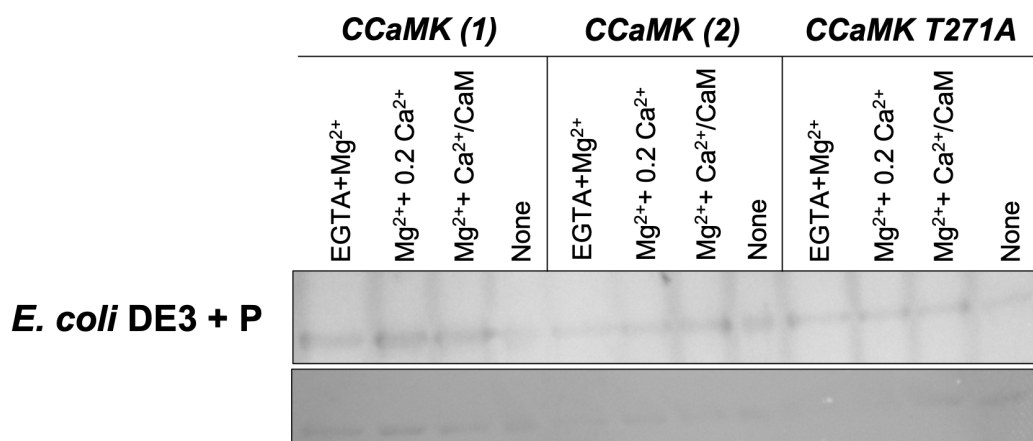 CCaMK (1) CCaMK (2) CCaMK T271A
EGTA+Mg²⁺
Mg²⁺+ 0.2 Ca²⁺
Mg²⁺+ Ca²⁺/CaM
None
EGTA+Mg²⁺
Mg²⁺+ 0.2 Ca²⁺
Mg²⁺+ Ca²⁺/CaM
None
EGTA+Mg²⁺
Mg²⁺+ 0.2 Ca²⁺
Mg²⁺+ Ca²⁺/CaM
None
E. coli DE3 + P